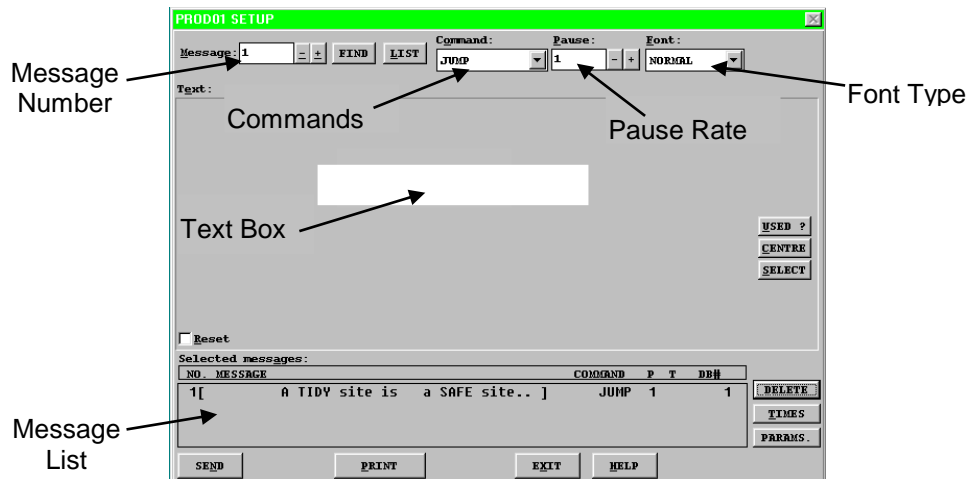 PROD01 SETUP
Message: 1 - + FIND LIST
Command:
JUMP
Pause:
1 - +
Font:
NORMAL
Message
Number
Font Type
Text:
Commands
Pause Rate
Text Box
USED ?
CENTRE
SELECT
Reset
Selected messages:
NO. MESSAGE COMMAND P T DB#
1[ A TIDY site is a SAFE site.. ] JUMP 1 1
DELETE
TIMES
PARAMS.
Message
List
SEND PRINT EXIT HELP